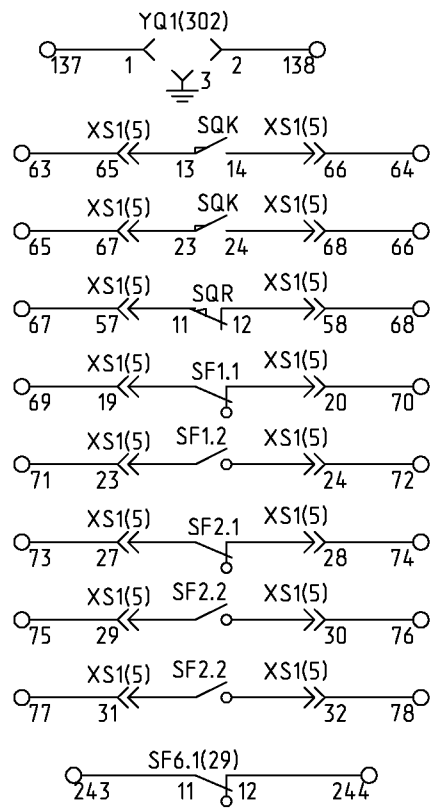 YQ1(302)
137 1 2 138
3
XS1(5) SQK XS1(5)
63 65 13 14 66 64
XS1(5) SQK XS1(5)
65 67 23 24 68 66
XS1(5) SQR XS1(5)
67 57 11 12 58 68
XS1(5) SF1.1 XS1(5)
69 19 20 70
XS1(5) SF1.2 XS1(5)
71 23 24 72
XS1(5) SF2.1 XS1(5)
73 27 28 74
XS1(5) SF2.2 XS1(5)
75 29 30 76
XS1(5) SF2.2 XS1(5)
77 31 32 78
SF6.1(29)
243 11 12 244